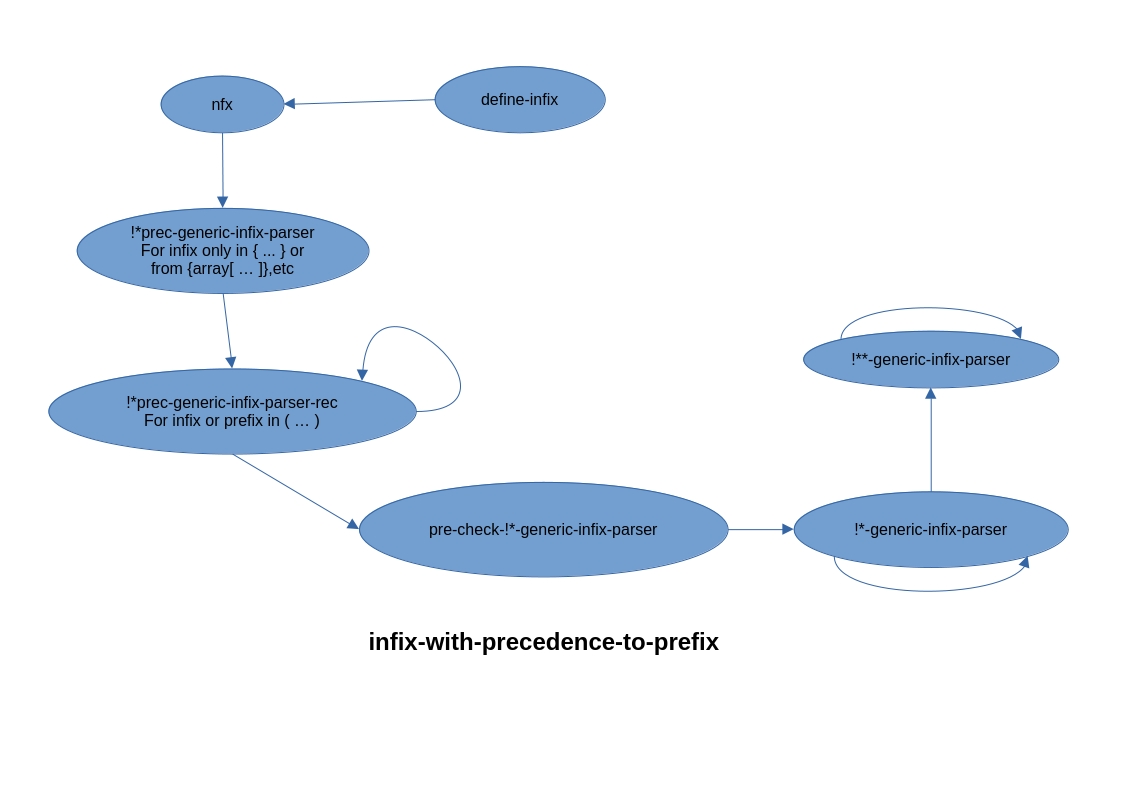 nfx
define-infix
!*prec-generic-infix-parser
For infix only in { ... } or
from {array[ … ]},etc
!*prec-generic-infix-parser-rec
For infix or prefix in ( … )
!**-generic-infix-parser
pre-check-!*-generic-infix-parser
!*-generic-infix-parser
infix-with-precedence-to-prefix